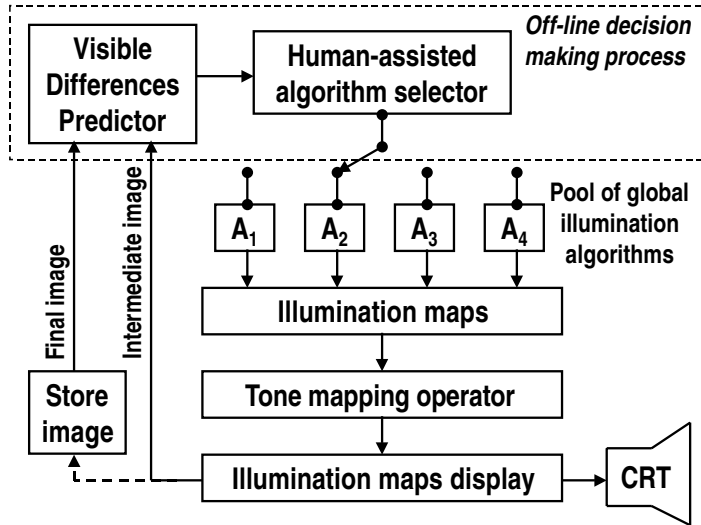 Off-line decision
making process
Visible
Differences
Predictor
Human-assisted
algorithm selector
Final image
Intermediate image
A1
A2
A3
A4
Pool of global
illumination
algorithms
Illumination maps
Tone mapping operator
Store
image
Illumination maps display
CRT